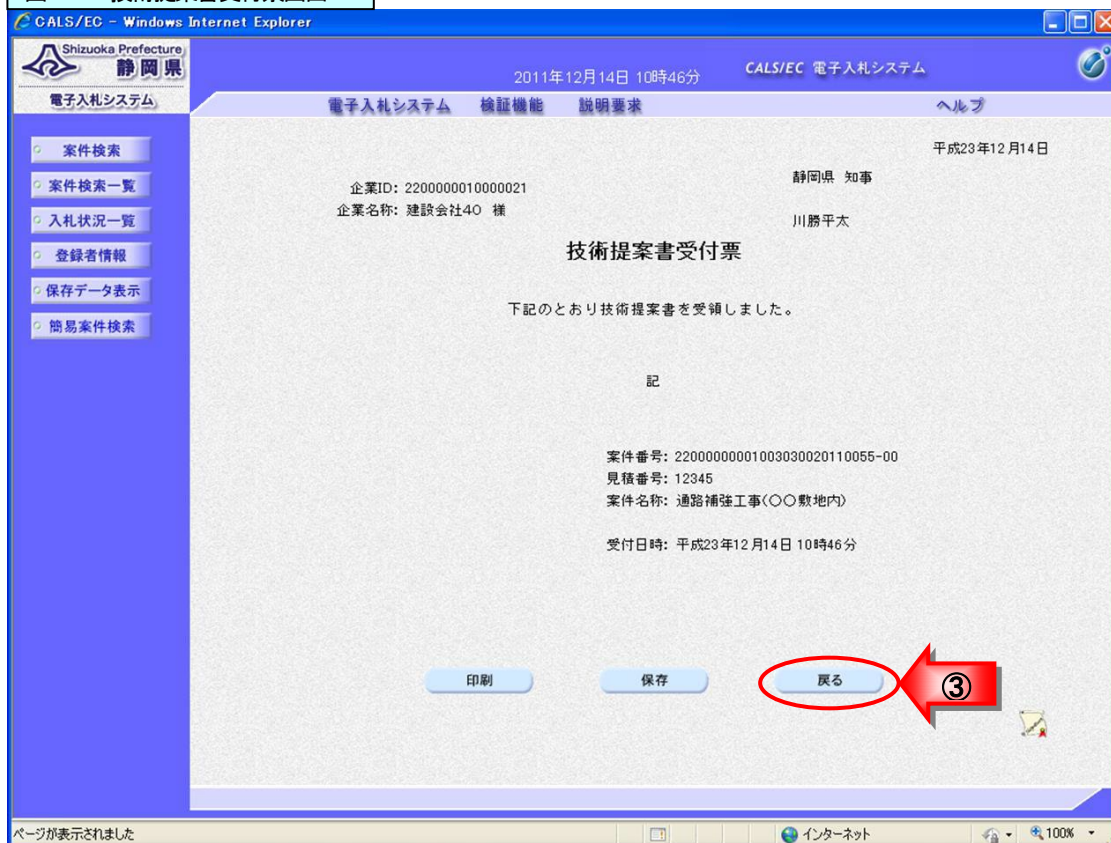 CALS/EC - Windows Internet Explorer
Shizuoka Prefecture
静岡県
電子入札システム
2011年12月14日 10時46分
CALS/EC 電子入札システム
電子入札システム 検証機能 説明要求 ヘルプ
案件検索
案件検索一覧
入札状況一覧
登録者情報
保存データ表示
簡易案件検索
平成23年12月14日
企業ID: 2200000010000021
静岡県 知事
企業名称: 建設会社40 様
川勝平太
技術提案書受付票
下記のとおり技術提案書を受領しました。
記
案件番号: 22000000001003030020110055-00
見積番号: 12345
案件名称: 通路補強工事(〇〇敷地内)
受付日時: 平成23年12月14日 10時46分
印刷 保存 戻る ③
ページが表示されました インターネット 100%